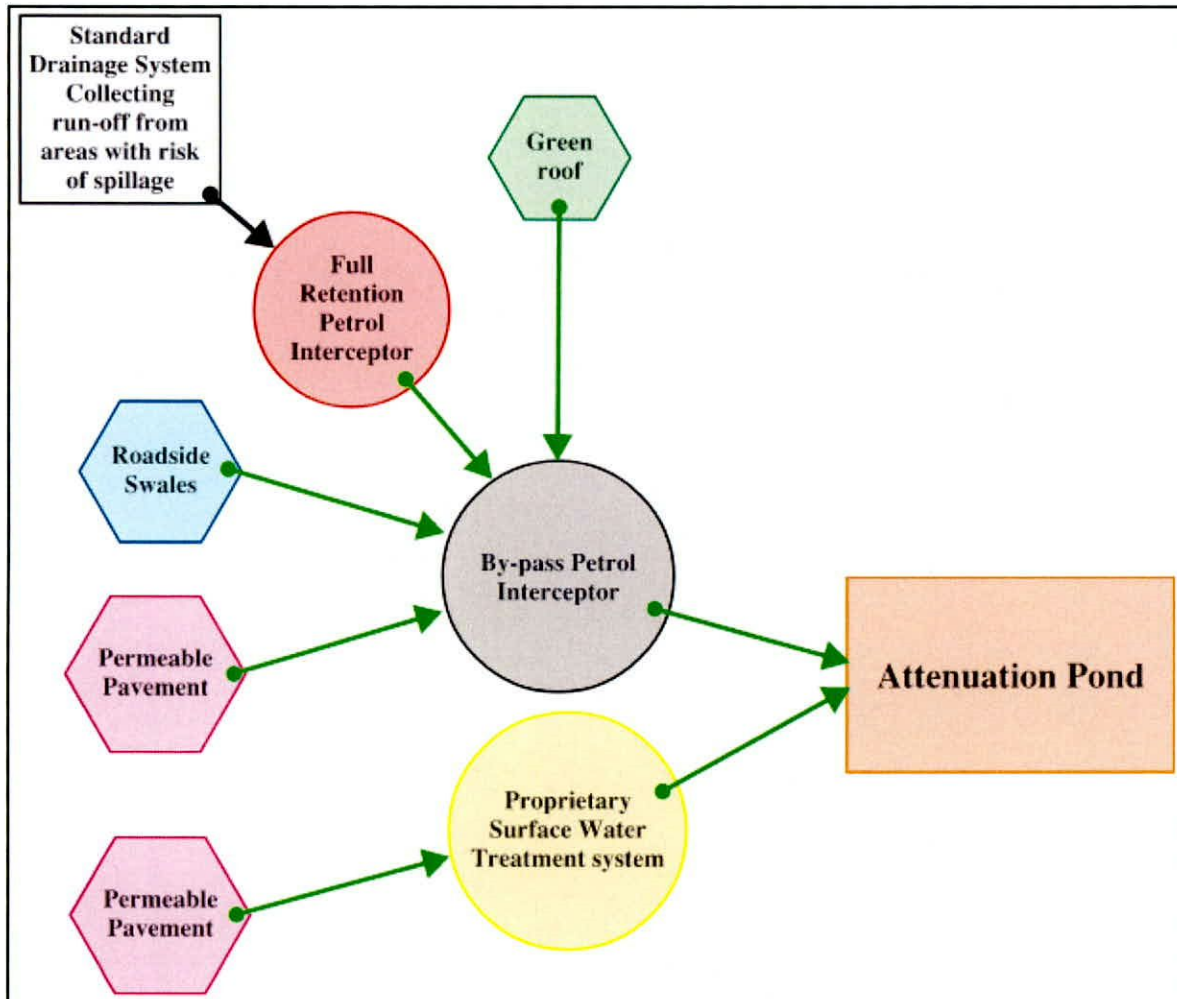 Standard
Drainage System
Collecting
run-off from
areas with risk
of spillage
Green
roof
Full
Retention
Petrol
Interceptor
Roadside
Swales
By-pass Petrol
Interceptor
Permeable
Pavement
Attenuation Pond
Proprietary
Surface Water
Treatment system
Permeable
Pavement